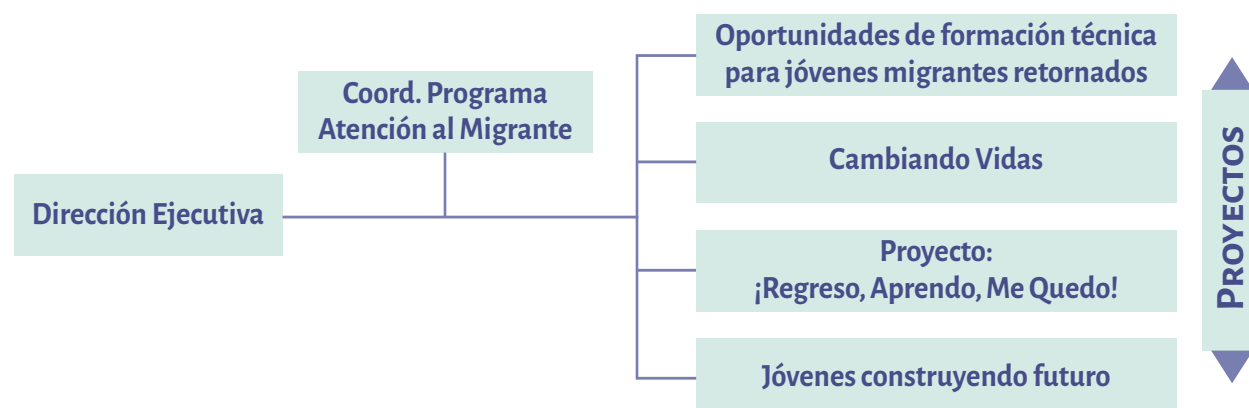 Oportunidades de formación técnica
para jóvenes migrantes retornados
Coord. Programa
Atención al Migrante
Cambiando Vidas
Dirección Ejecutiva
Proyecto:
¡Regreso, Aprendo, Me Quedo!
Jóvenes construyendo futuro
PROYECTOS